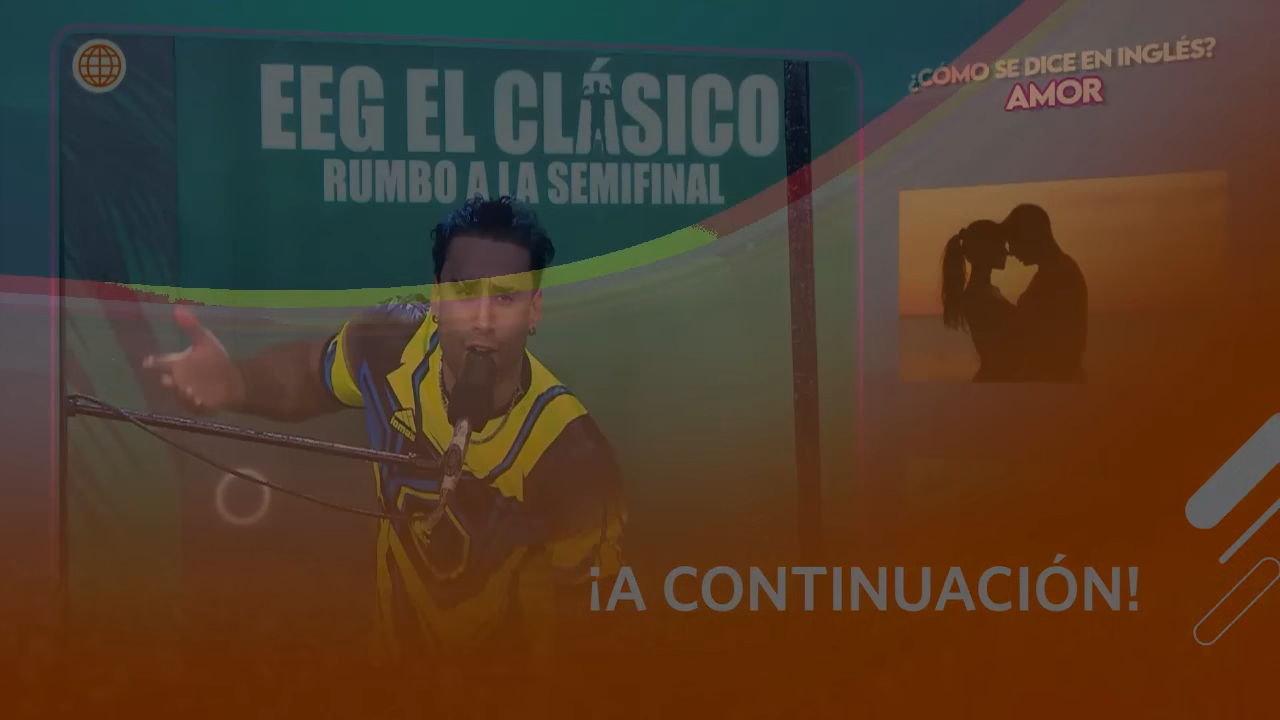 EEG EL CLÁSICO
RUMBO A LA SEMIFINAL
¿CÓMO SE DICE EN INGLÉS?
AMOR
¡A CONTINUACIÓN!